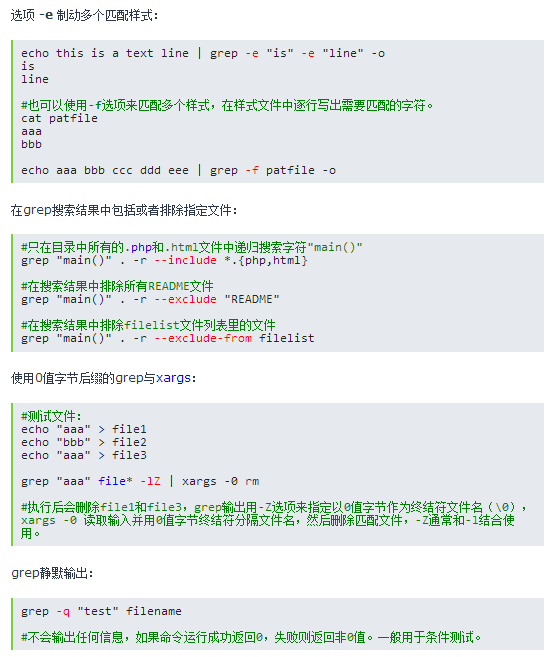 选项 -e 制动多个匹配样式：
echo this is a text line | grep -e "is" -e "line" -o
is
line
#也可以使用-f选项来匹配多个样式，在样式文件中逐行写出需要匹配的字符。
cat patfile
aaa
bbb
echo aaa bbb ccc ddd eee | grep -f patfile -o
在grep搜索结果中包括或者排除指定文件：
#只在目录中所有的.php和.html文件中递归搜索字符"main()"
grep "main()" . -r --include *.{php,html}
#在搜索结果中排除所有README文件
grep "main()" . -r --exclude "README"
#在搜索结果中排除filelist文件列表里的文件
grep "main()" . -r --exclude-from filelist
使用0值字节后缀的grep与xargs：
#测试文件：
echo "aaa" > file1
echo "bbb" > file2
echo "aaa" > file3
grep "aaa" file* -lZ | xargs -0 rm
#执行后会删除file1和file3，grep输出用-Z选项来指定以0值字节作为终结符文件名（\0），
xargs -0 读取输入并用0值字节终结符分隔文件名，然后删除匹配文件，-Z通常和-l结合使
用。
grep静默输出：
grep -q "test" filename
#不会输出任何信息，如果命令运行成功返回0，失败则返回非0值。一般用于条件测试。